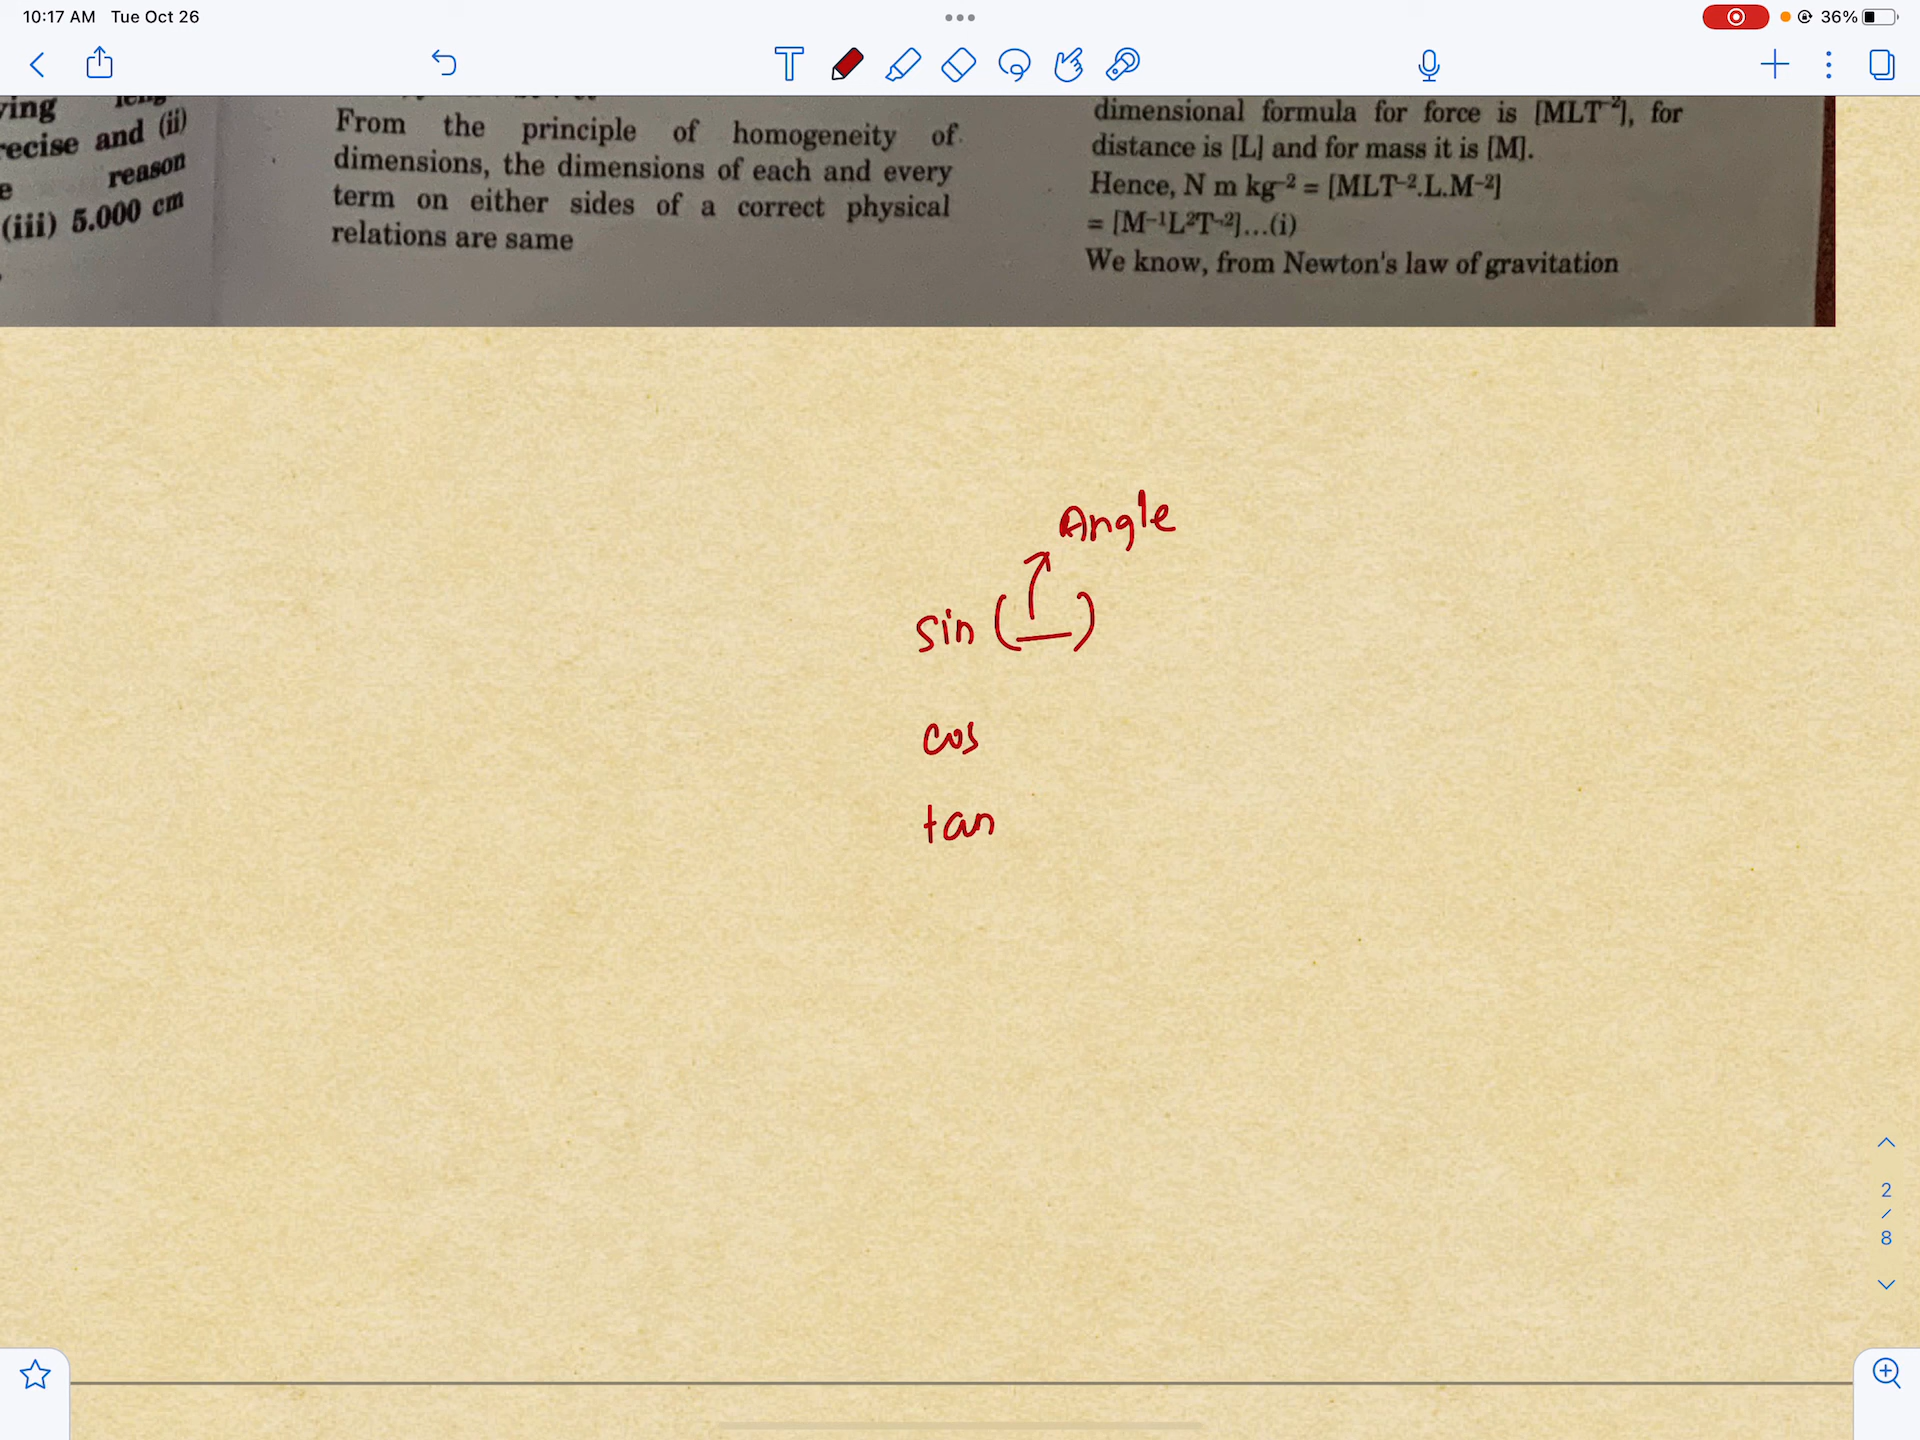 10:17 AM Tue Oct 26
36%
ving
recise and (ii)
e reason
(iii) 5.000 cm
From the principle of homogeneity of
dimensions, the dimensions of each and every
term on either sides of a correct physical
relations are same
dimensional formula for force is [MLT⁻²], for
distance is [L] and for mass it is [M].
Hence, N m kg⁻² = [MLT⁻².L.M⁻²]
= [M⁻¹L²T⁻²]...(i)
We know, from Newton's law of gravitation
Angle
sin (_)
cos
tan
2
/
8